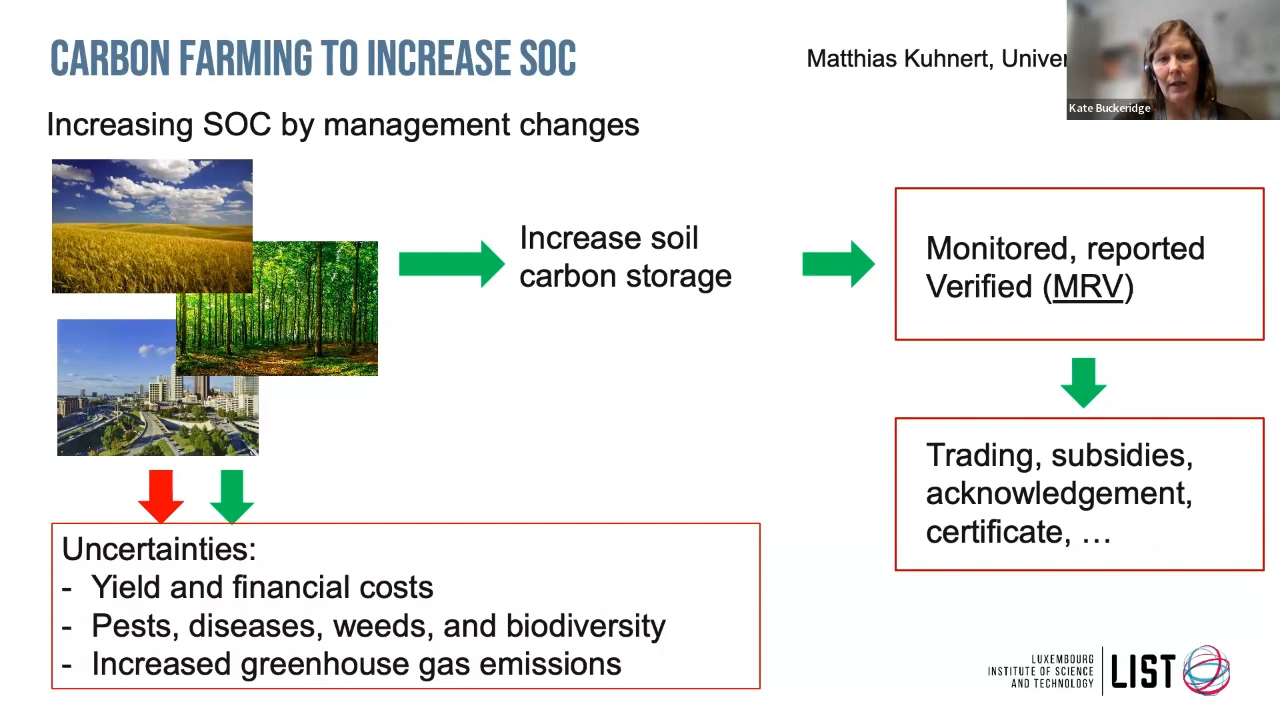 CARBON FARMING TO INCREASE SOC
Matthias Kuhnert,
Kate Buckeridge
Increasing SOC by management changes
Increase soil
carbon storage
Monitored, reported
Verified (MRV)
Trading, subsidies,
acknowledgement,
certificate, …
Uncertainties:
- Yield and financial costs
- Pests, diseases, weeds, and biodiversity
- Increased greenhouse gas emissions
LUXEMBOURG
INSTITUTE OF SCIENCE
AND TECHNOLOGY
LIST